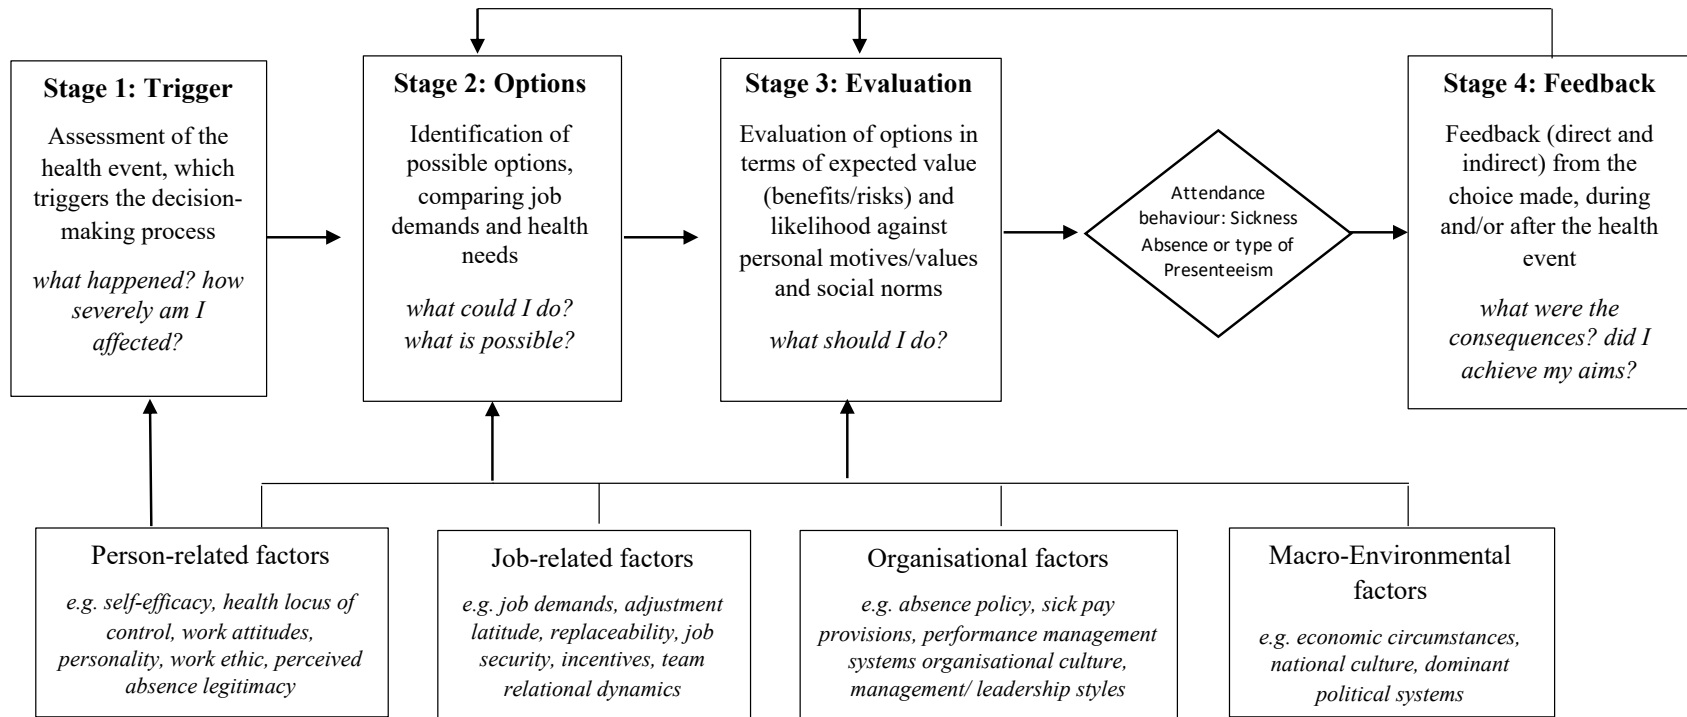 Stage 1: Trigger
Assessment of the
health event, which
triggers the decision-
making process
what happened? how
severely am I
affected?
Stage 2: Options
Identification of
possible options,
comparing job
demands and health
needs
what could I do?
what is possible?
Stage 3: Evaluation
Evaluation of options in
terms of expected value
(benefits/risks) and
likelihood against
personal motives/values
and social norms
what should I do?
Attendance
behaviour: Sickness
Absence or type of
Presenteeism
Stage 4: Feedback
Feedback (direct and
indirect) from the
choice made, during
and/or after the health
event
what were the
consequences? did I
achieve my aims?
Person-related factors
e.g. self-efficacy, health locus of
control, work attitudes,
personality, work ethic, perceived
absence legitimacy
Job-related factors
e.g. job demands, adjustment
latitude, replaceability, job
security, incentives, team
relational dynamics
Organisational factors
e.g. absence policy, sick pay
provisions, performance management
systems organisational culture,
management/ leadership styles
Macro-Environmental
factors
e.g. economic circumstances,
national culture, dominant
political systems